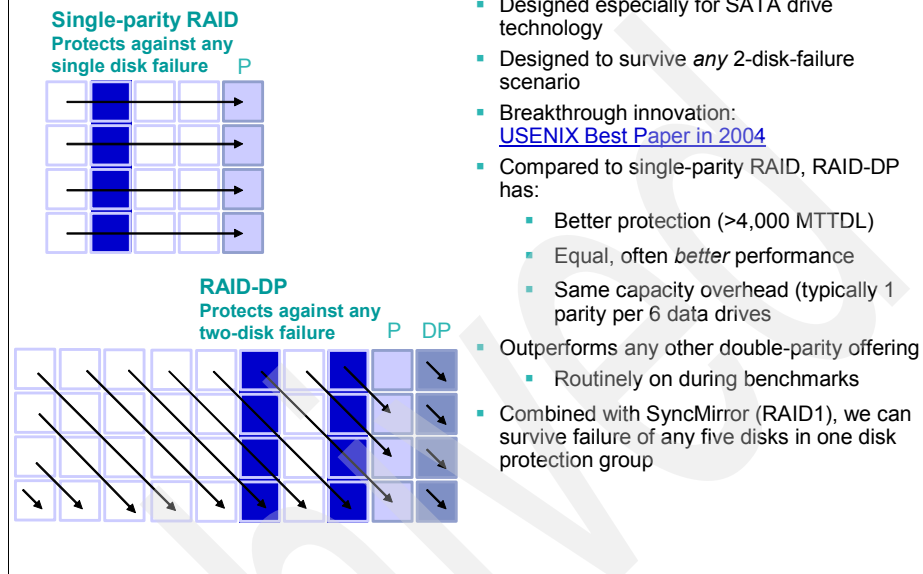 Single-parity RAID
Protects against any
single disk failure
P
RAID-DP
Protects against any
two-disk failure
P
DP
▪ Designed especially for SATA drive
technology
▪ Designed to survive any 2-disk-failure
scenario
▪ Breakthrough innovation:
USENIX Best Paper in 2004
▪ Compared to single-parity RAID, RAID-DP
has:
▪ Better protection (>4,000 MTTDL)
▪ Equal, often better performance
▪ Same capacity overhead (typically 1
parity per 6 data drives
▪ Outperforms any other double-parity offering
▪ Routinely on during benchmarks
▪ Combined with SyncMirror (RAID1), we can
survive failure of any five disks in one disk
protection group